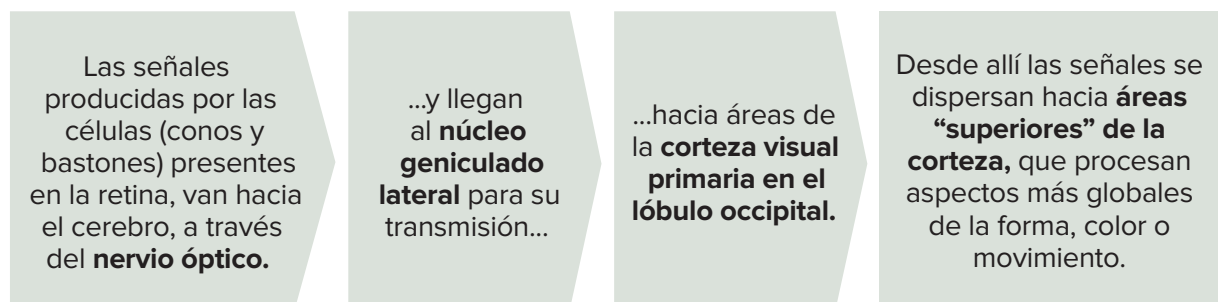 Las señales
producidas por las
células (conos y
bastones) presentes
en la retina, van hacia
el cerebro, a través
del nervio óptico.
...y llegan
al núcleo
geniculado
lateral para su
transmisión...
...hacia áreas de
la corteza visual
primaria en el
lóbulo occipital.
Desde allí las señales se
dispersan hacia áreas
“superiores” de la
corteza, que procesan
aspectos más globales
de la forma, color o
movimiento.